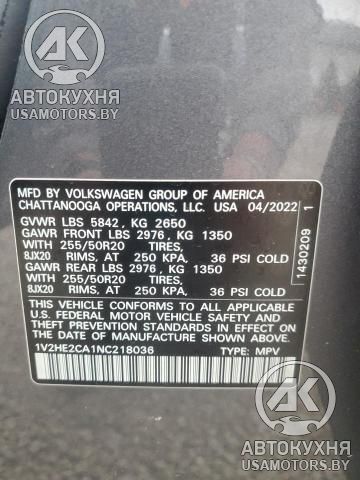 АК
АВТОКУХНЯ
USAMOTORS.BY
MFD BY VOLKSWAGEN GROUP OF AMERICA
CHATTANOOGA OPERATIONS, LLC. USA 04/2022
GVWR LBS 5842, KG 2650
GAWR FRONT LBS 2976, KG 1350
WITH 255/50R20 TIRES,
8JX20 RIMS, AT 250 KPA, 36 PSI COLD
GAWR REAR LBS 2976, KG 1350
WITH 255/50R20 TIRES,
8JX20 RIMS, AT 250 KPA, 36 PSI COLD
THIS VEHICLE CONFORMS TO ALL APPLICABLE
U.S. FEDERAL MOTOR VEHICLE SAFETY STANDARDS IN EFFECT
ON THE DATE OF MANUFACTURE SHOWN ABOVE.
1V2HE2CA1NC218036 TYPE: MPV
1430209 1
АК
АВТОКУХНЯ
USAMOTORS.BY